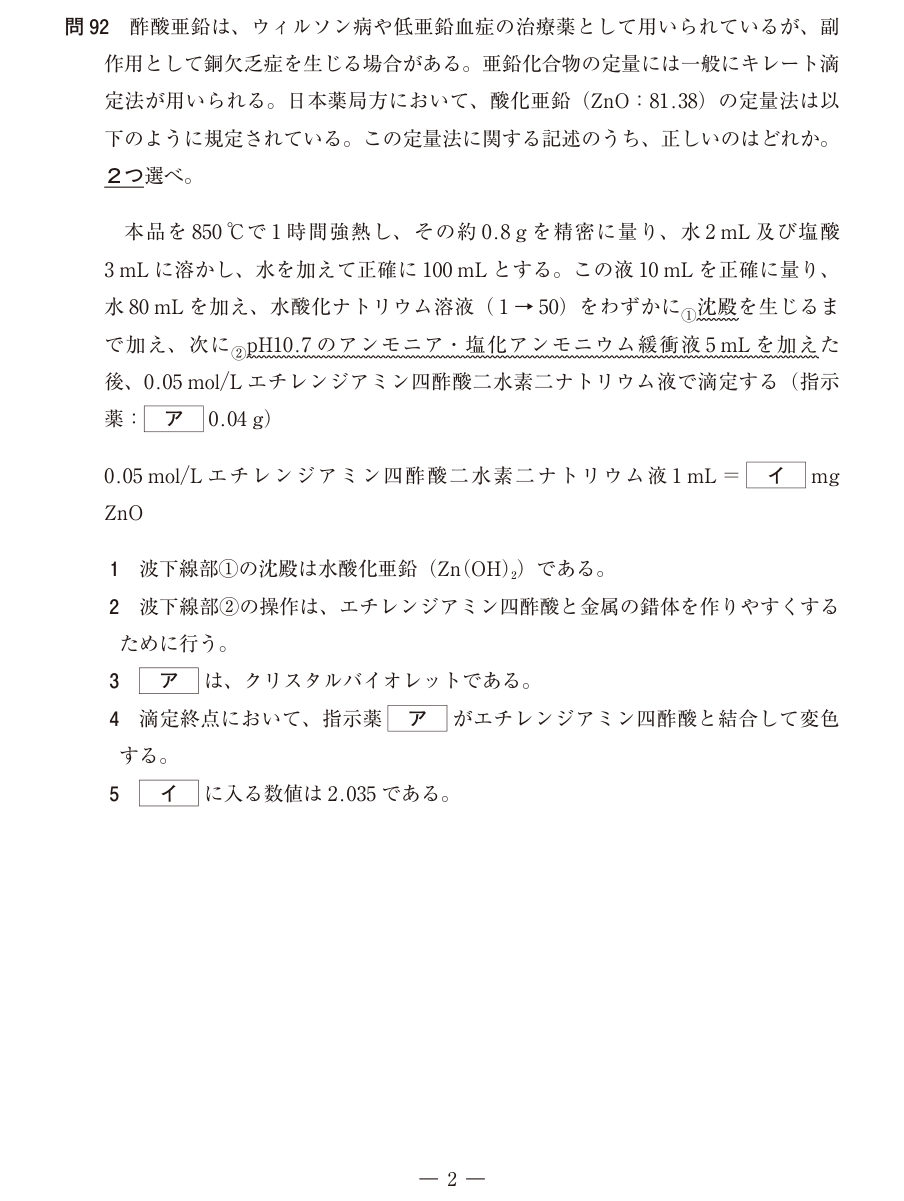 問92 酢酸亜鉛は、ウィルソン病や低亜鉛血症の治療薬として用いられているが、副
作用として銅欠乏症を生じる場合がある。亜鉛化合物の定量には一般にキレート滴
定法が用いられる。日本薬局方において、酸化亜鉛(ZnO:81.38)の定量法は以
下のように規定されている。この定量法に関する記述のうち、正しいのはどれか。
2つ選べ。
本品を850℃で1時間強熱し、その約0.8 gを精密に量り、水2 mL及び塩酸
3 mLに溶かし、水を加えて正確に100 mLとする。この液10 mLを正確に量り、
水80 mLを加え、水酸化ナトリウム溶液(1→50)をわずかに①沈殿を生じるま
で加え、次に②pH10.7のアンモニア・塩化アンモニウム緩衝液5 mLを加えた
後、0.05 mol/Lエチレンジアミン四酢酸二水素二ナトリウム液で滴定する(指示
薬: ア 0.04 g)
0.05 mol/Lエチレンジアミン四酢酸二水素二ナトリウム液1 mL = イ mg
ZnO
1 波下線部①の沈殿は水酸化亜鉛(Zn(OH)₂)である。
2 波下線部②の操作は、エチレンジアミン四酢酸と金属の錯体を作りやすくする
ために行う。
3 ア は、クリスタルバイオレットである。
4 滴定終点において、指示薬 ア がエチレンジアミン四酢酸と結合して変色
する。
5 イ に入る数値は2.035である。
— 2 —